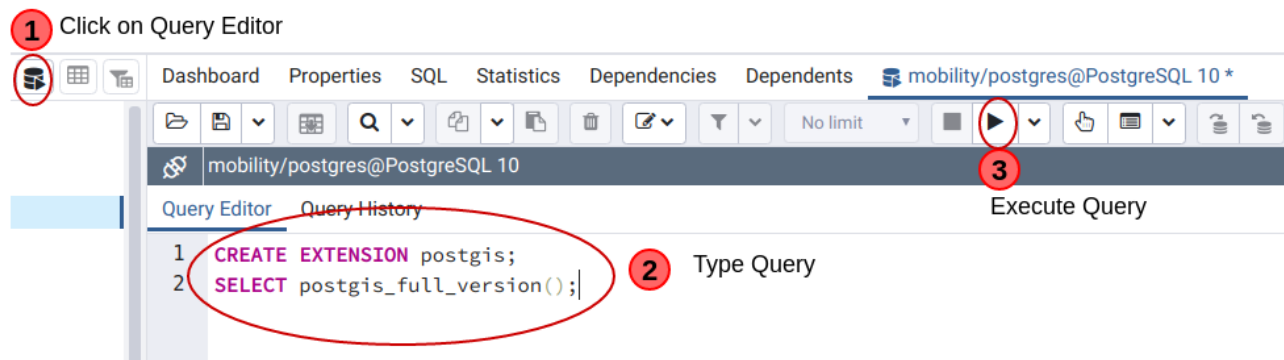 1 Click on Query Editor
Dashboard Properties SQL Statistics Dependencies Dependents mobility/postgres@PostgreSQL 10 *
No limit
mobility/postgres@PostgreSQL 10
3
Query Editor Query History
Execute Query
1 CREATE EXTENSION postgis;
2 SELECT postgis_full_version();
2 Type Query